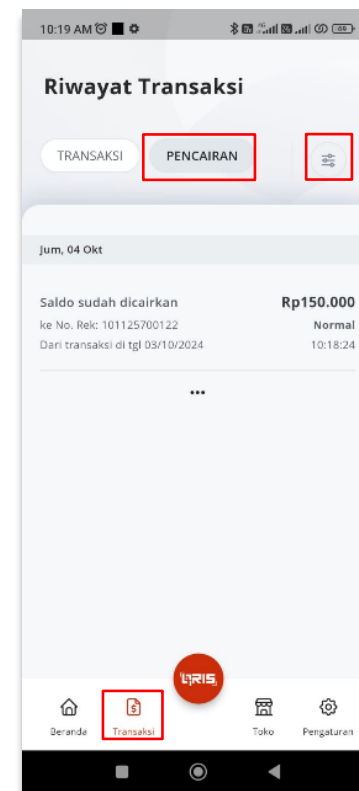 10:19 AM
Riwayat Transaksi
TRANSAKSI PENCAIRAN
Jum, 04 Okt
Saldo sudah dicairkan Rp150.000
ke No. Rek: 101125700122 Normal
Dari transaksi di tgl 03/10/2024 10:18:24
•••
QRIS
Beranda Transaksi Toko Pengaturan